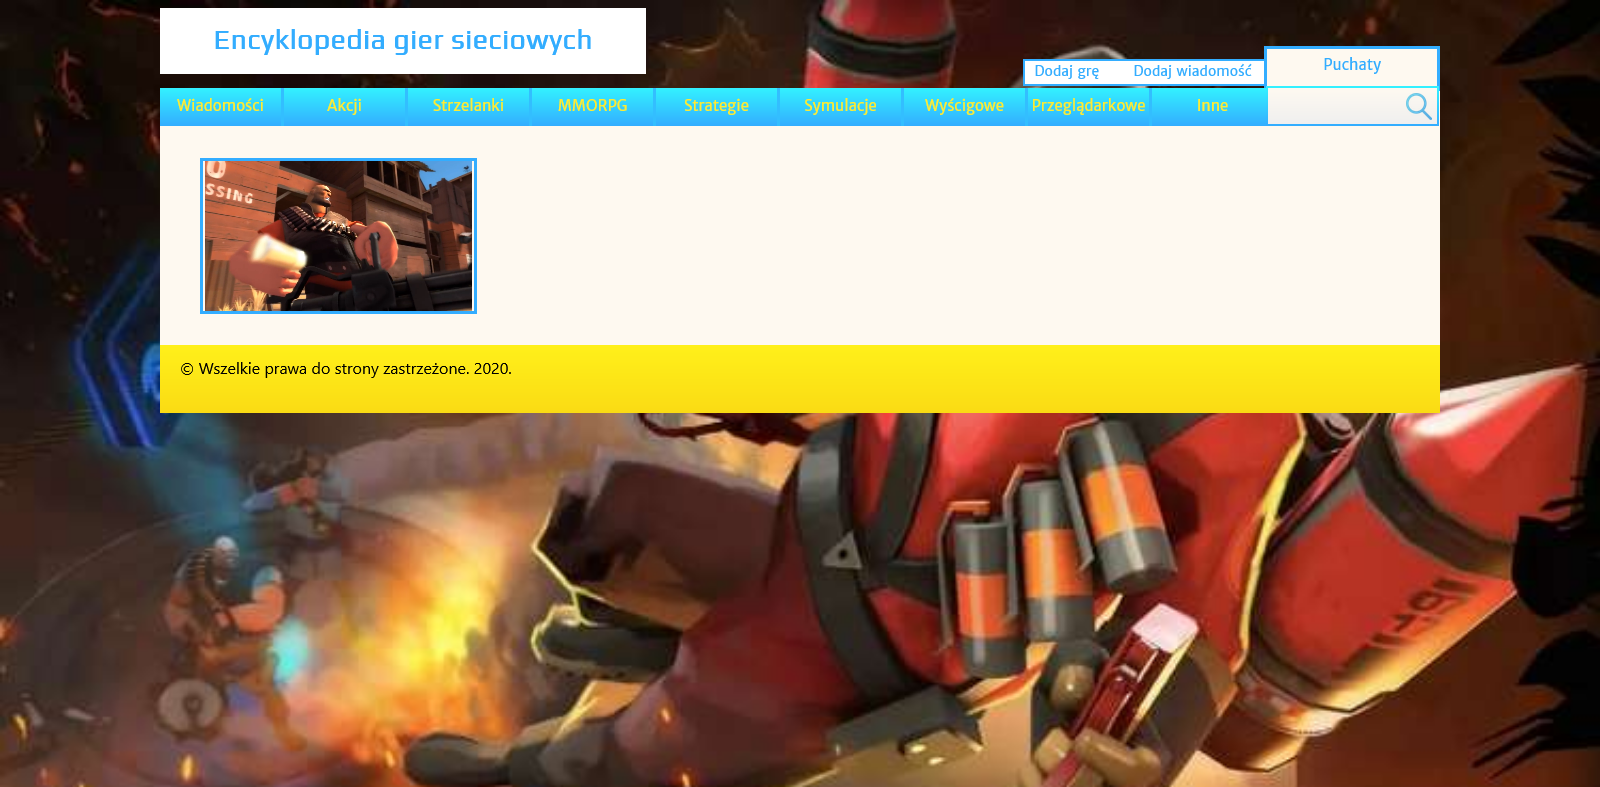 Encyklopedia gier sieciowych
Dodaj grę Dodaj wiadomość Puchaty
Wiadomości Akcji Strzelanki MMORPG Strategie Symulacje Wyścigowe Przeglądarkowe Inne
SSING
© Wszelkie prawa do strony zastrzeżone. 2020.